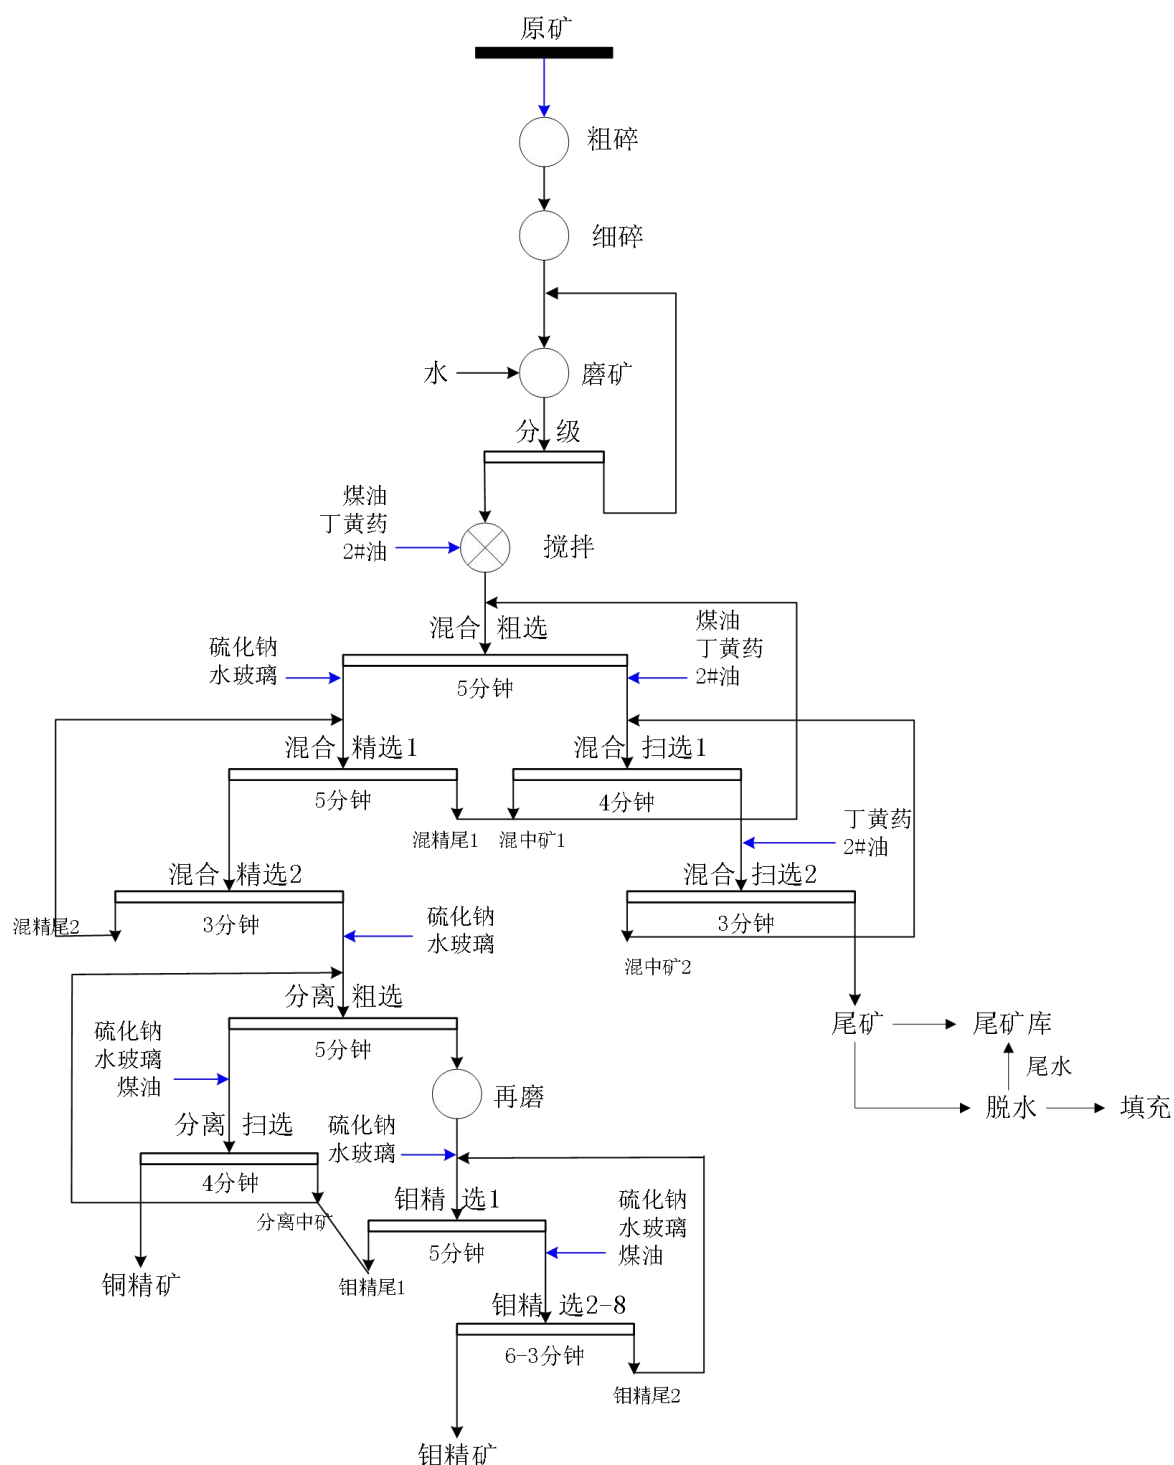 原矿
粗碎
细碎
水
磨矿
分 级
煤油
丁黄药
2#油
搅拌
混合 粗选
煤油
丁黄药
2#油
硫化钠
水玻璃
5分钟
混合 精选1
混合 扫选1
5分钟
4分钟
混精尾1
混中矿1
丁黄药
2#油
混合 精选2
混合 扫选2
混精尾2
3分钟
硫化钠
水玻璃
3分钟
混中矿2
分离 粗选
尾矿
尾矿库
硫化钠
水玻璃
煤油
5分钟
尾水
再磨
脱水
填充
分离 扫选
硫化钠
水玻璃
4分钟
分离中矿
钼精 选1
硫化钠
水玻璃
煤油
5分钟
铜精矿
钼精尾1
钼精 选2-8
6-3分钟
钼精尾2
钼精矿